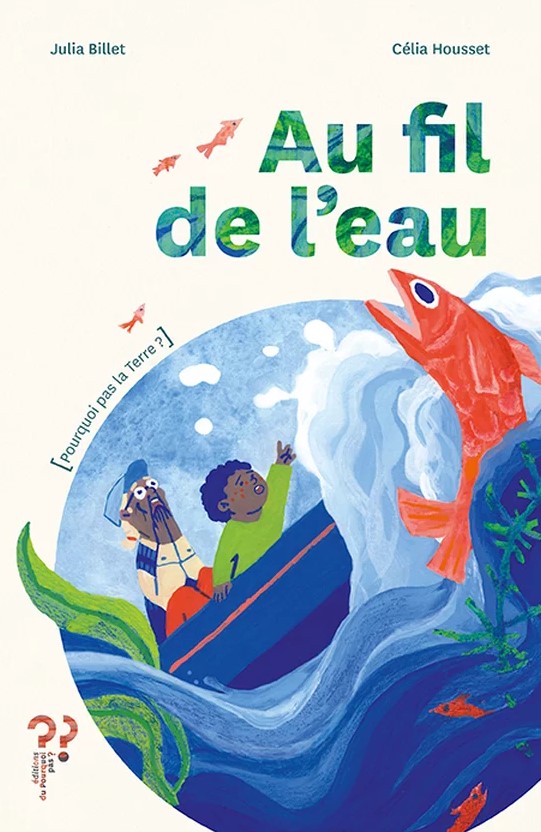 Julia Billet
Célia Housset
Au fil
de l'eau
[Pourquoi pas la Terre ?]
??
éditions
du pourquoi
pas ?